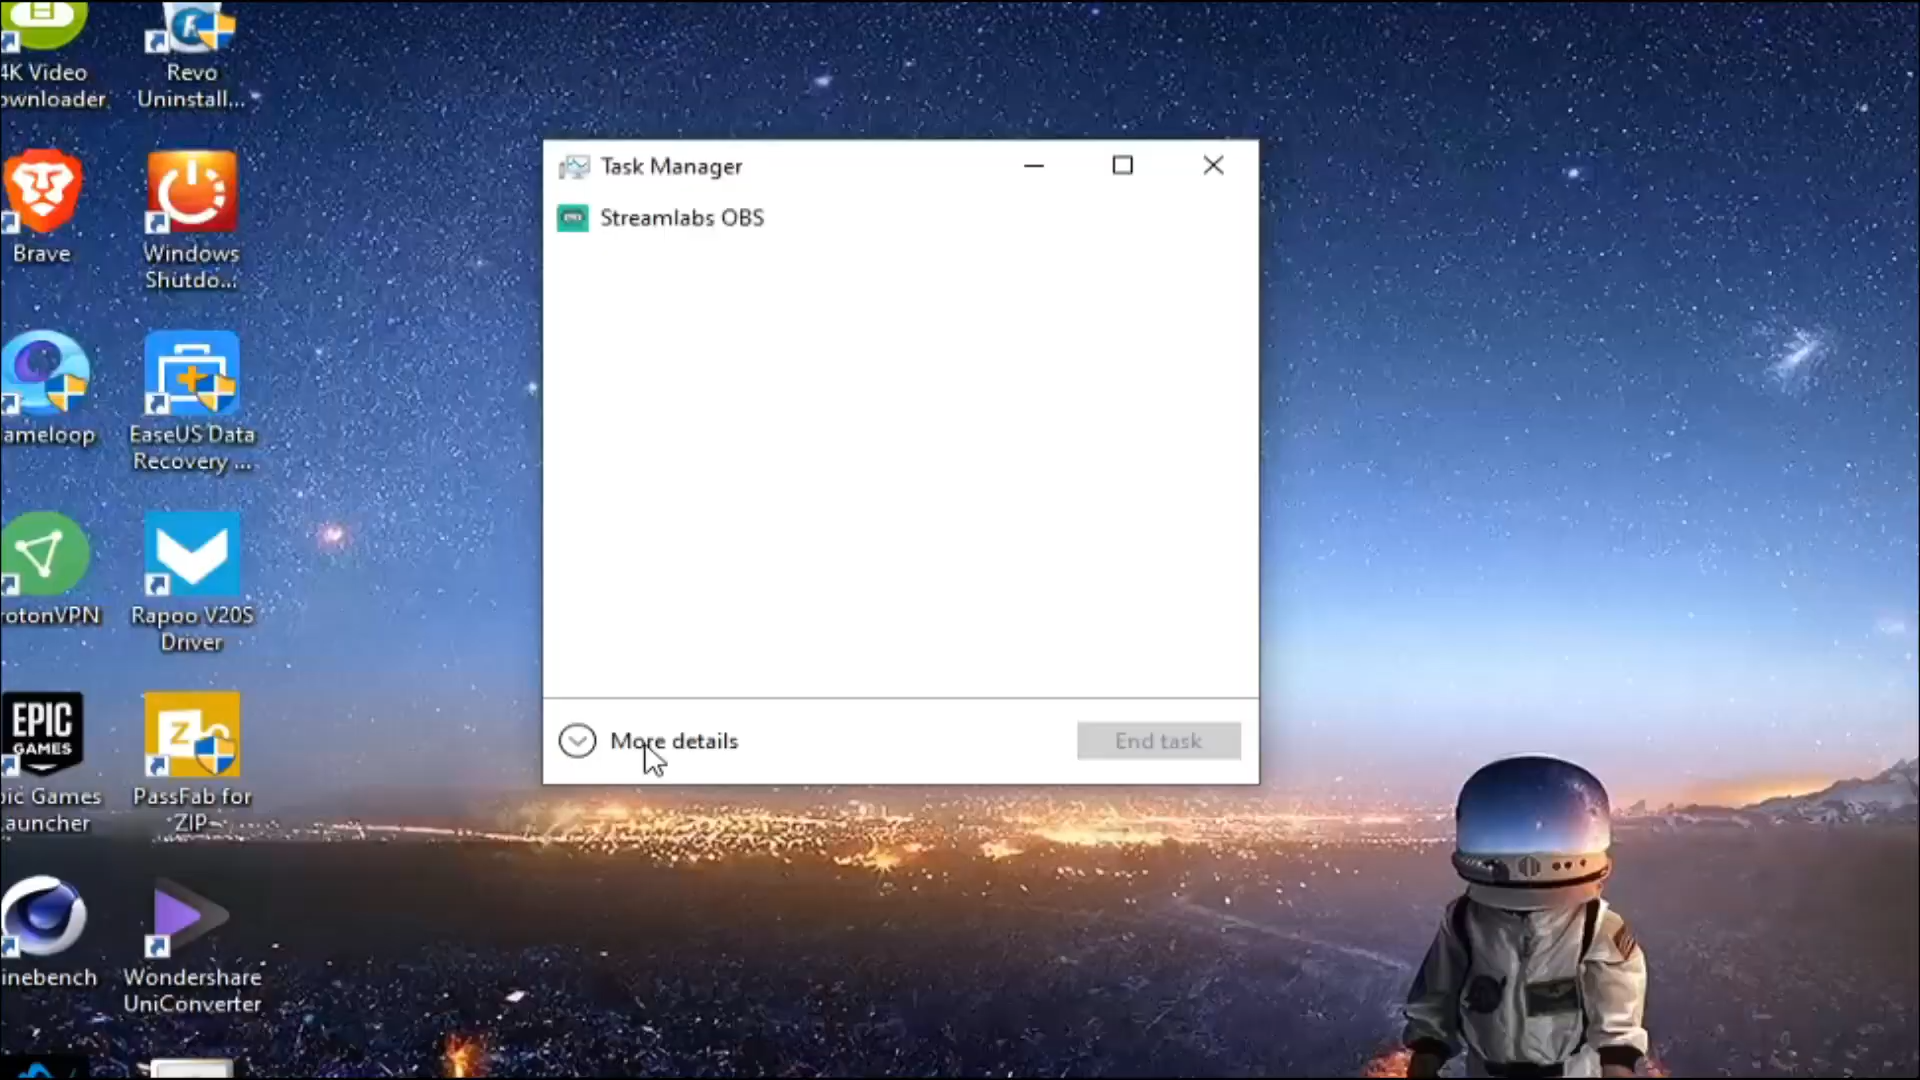 4K Video
ownloader
Revo
Uninstall...
Brave
Windows
Shutdo...
ameloop
EaseUS Data
Recovery ...
rotonVPN
Rapoo V20S
Driver
EPIC
GAMES
pic Games
auncher
Z
PassFab for
ZIP
inebench
Wondershare
UniConverter
Task Manager
Streamlabs OBS
More details
End task